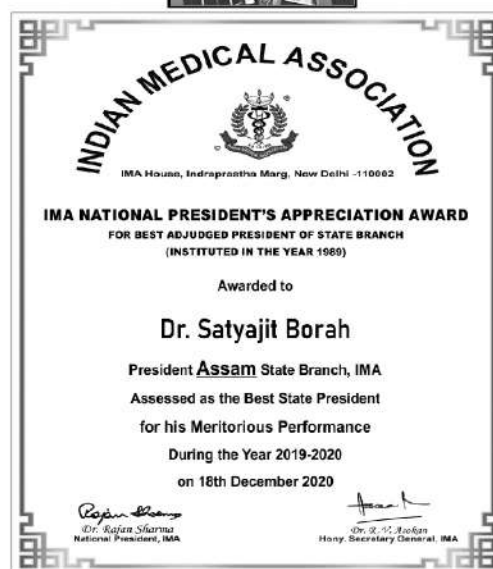 INDIAN MEDICAL ASSOCIATION
IMA House, Indraprastha Marg, New Delhi -110002
IMA NATIONAL PRESIDENT'S APPRECIATION AWARD
FOR BEST ADJUDGED PRESIDENT OF STATE BRANCH
(INSTITUTED IN THE YEAR 1989)
Awarded to
Dr. Satyajit Borah
President Assam State Branch, IMA
Assessed as the Best State President
for his Meritorious Performance
During the Year 2019-2020
on 18th December 2020
Rajan Sharma
Dr. Rajan Sharma
National President, IMA
Dr. R. V. Asokan
Hony. Secretary General, IMA